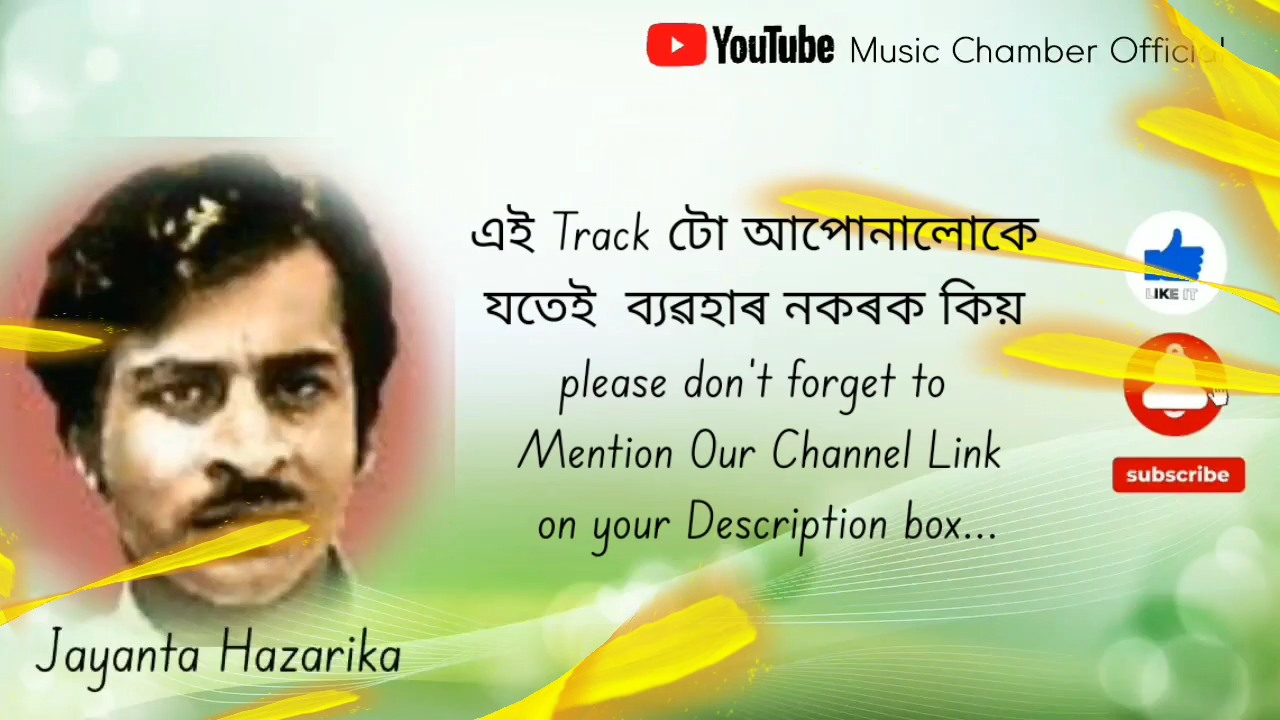 YouTube Music Chamber Official
এই Track টো আপোনালোকে
যতেই ব্যৱহাৰ নকৰক কিয়
please don't forget to
Mention Our Channel Link
on your Description box...
LIKE IT
subscribe
Jayanta Hazarika